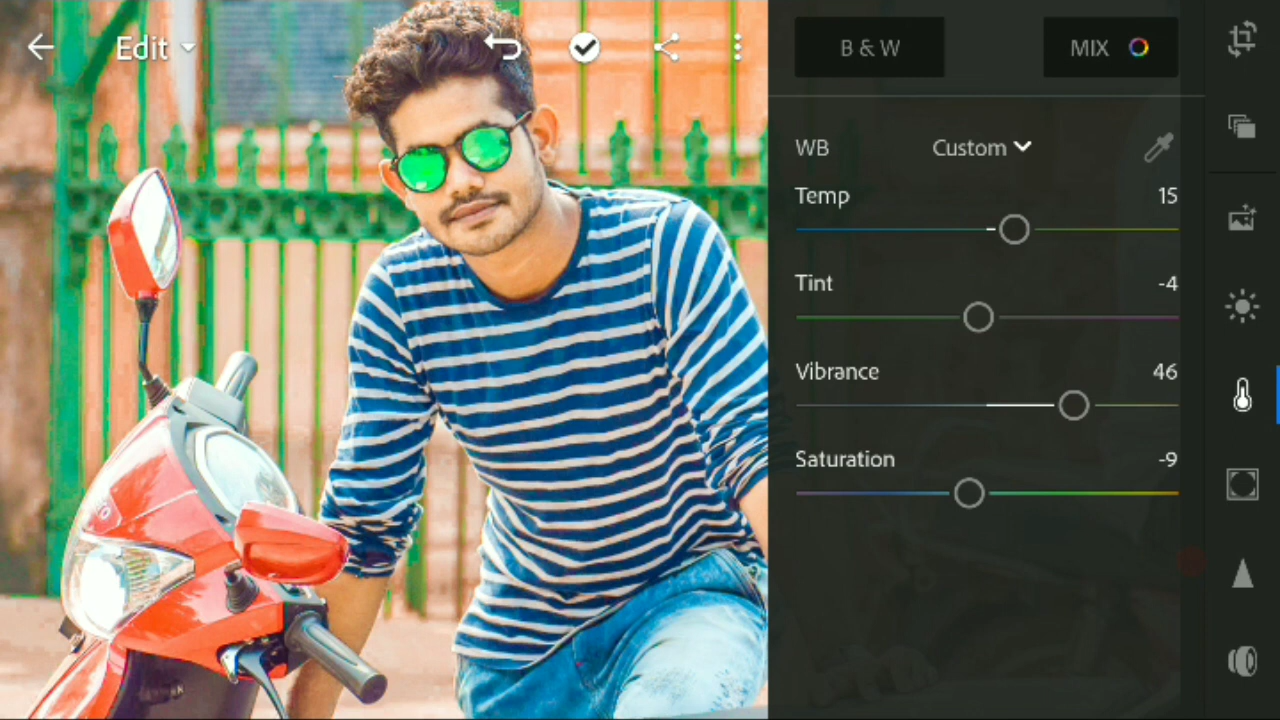 Edit
B & W
MIX
WB
Custom
Temp
15
Tint
-4
Vibrance
46
Saturation
-9